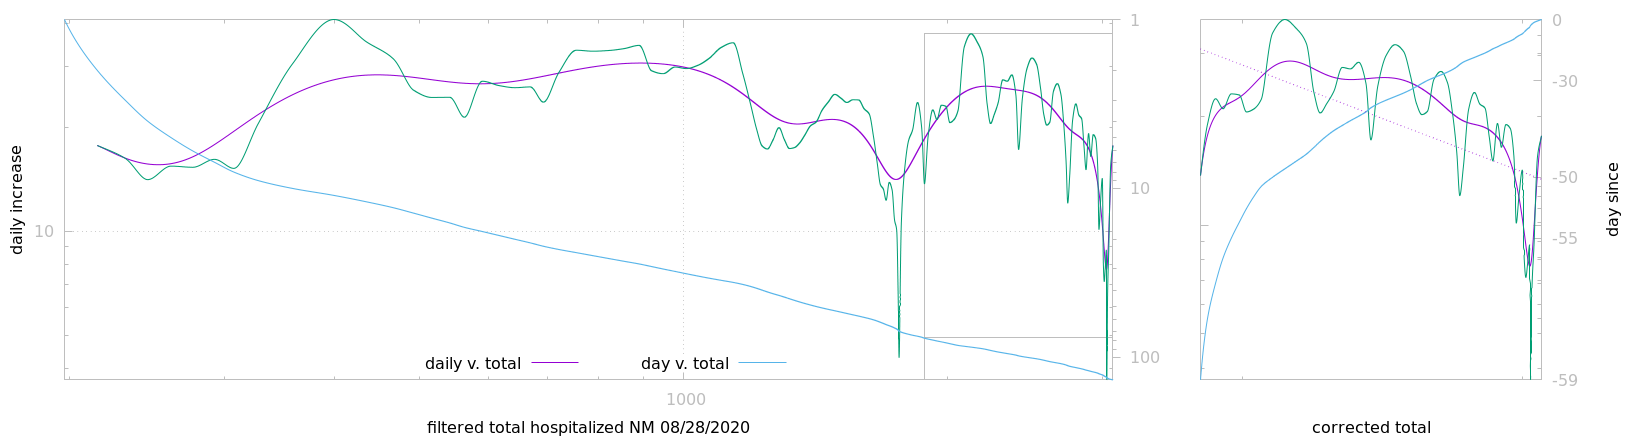 1
0
-30
daily increase
10
10
-50
-55
day since
daily v. total
day v. total
100
-59
1000
filtered total hospitalized NM 08/28/2020
corrected total